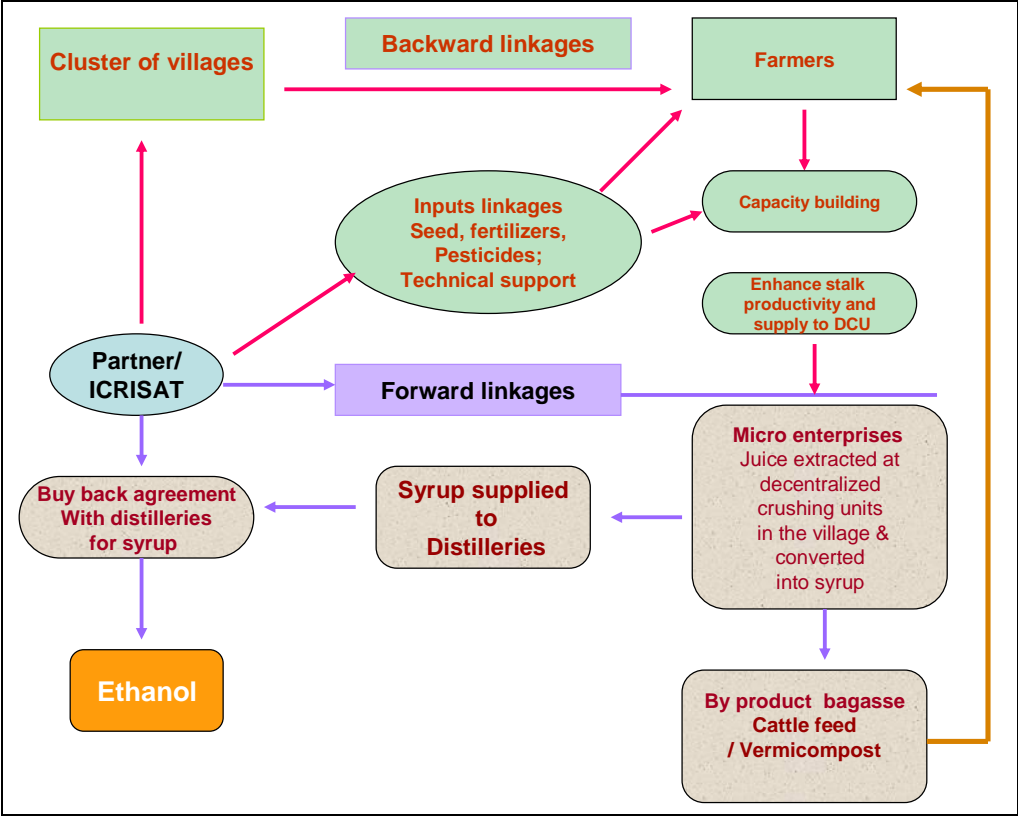 Backward linkages
Cluster of villages
Farmers
Inputs linkages
Seed, fertilizers,
Pesticides;
Technical support
Capacity building
Enhance stalk
productivity and
supply to DCU
Partner/
ICRISAT
Forward linkages
Micro enterprises
Juice extracted at
decentralized
crushing units
in the village &
converted
into syrup
Syrup supplied
to
Distilleries
Buy back agreement
With distilleries
for syrup
Ethanol
By product bagasse
Cattle feed
/ Vermicompost